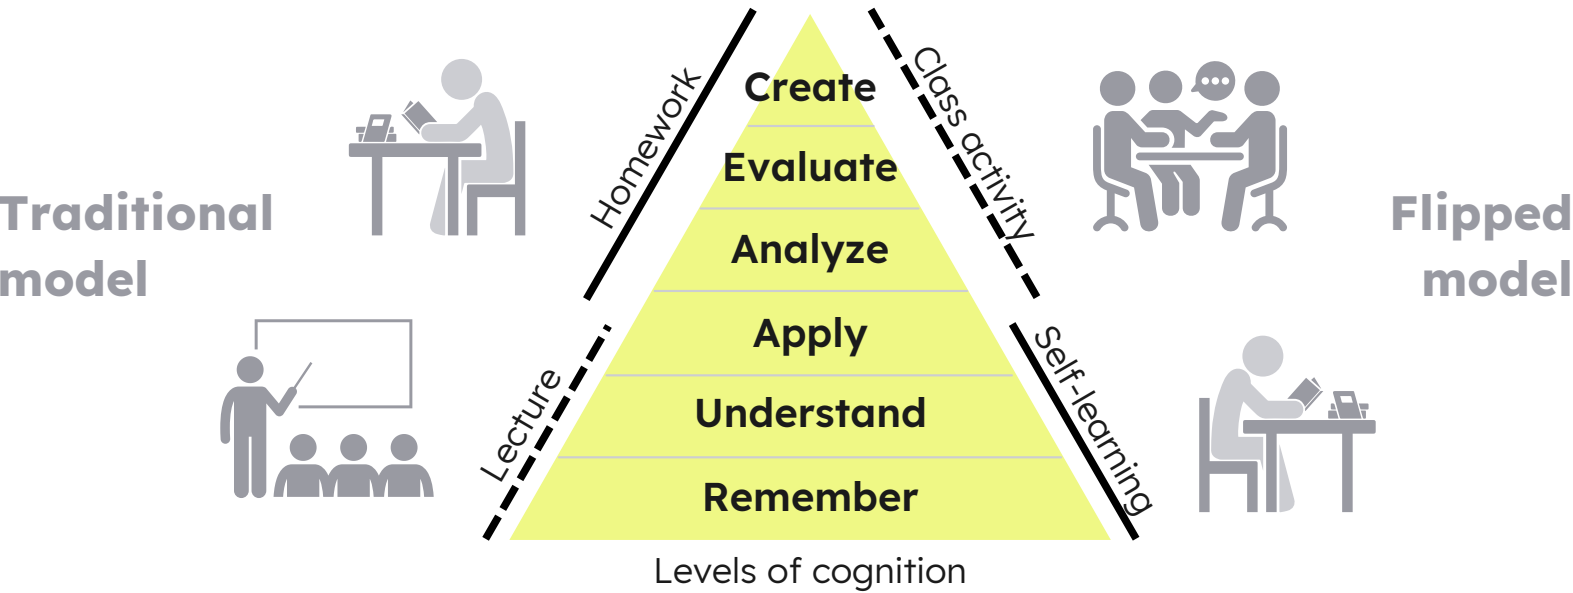 Traditional
model
Homework
Lecture
Create
Evaluate
Analyze
Apply
Understand
Remember
Levels of cognition
Class activity
Self-learning
Flipped
model